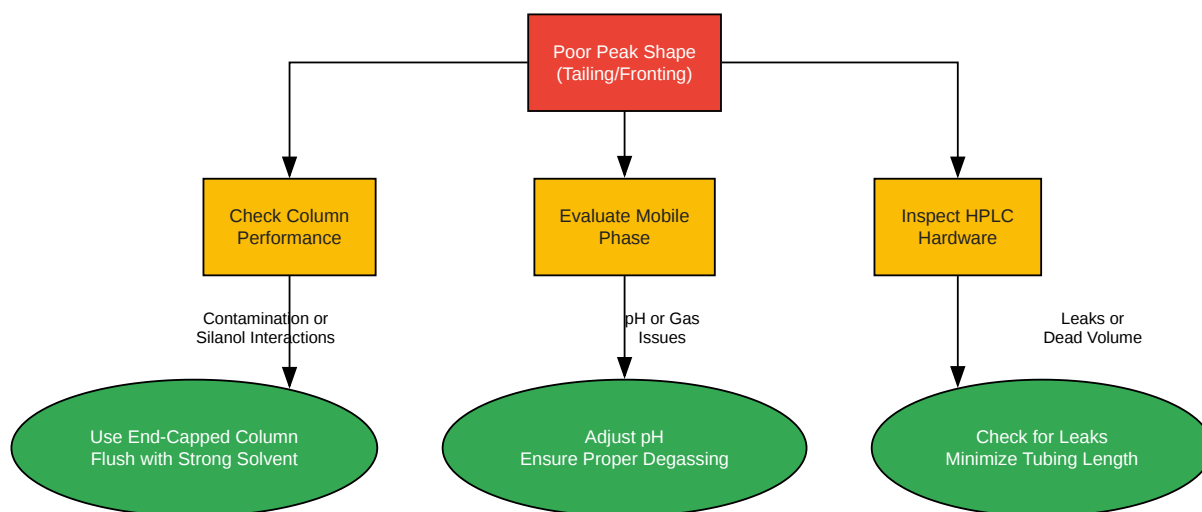 Poor Peak Shape
(Tailing/Fronting)
Check Column
Performance
Evaluate Mobile
Phase
Inspect HPLC
Hardware
Contamination or
Silanol Interactions
pH or Gas
Issues
Leaks or
Dead Volume
Use End-Capped Column
Flush with Strong Solvent
Adjust pH
Ensure Proper Degassing
Check for Leaks
Minimize Tubing Length